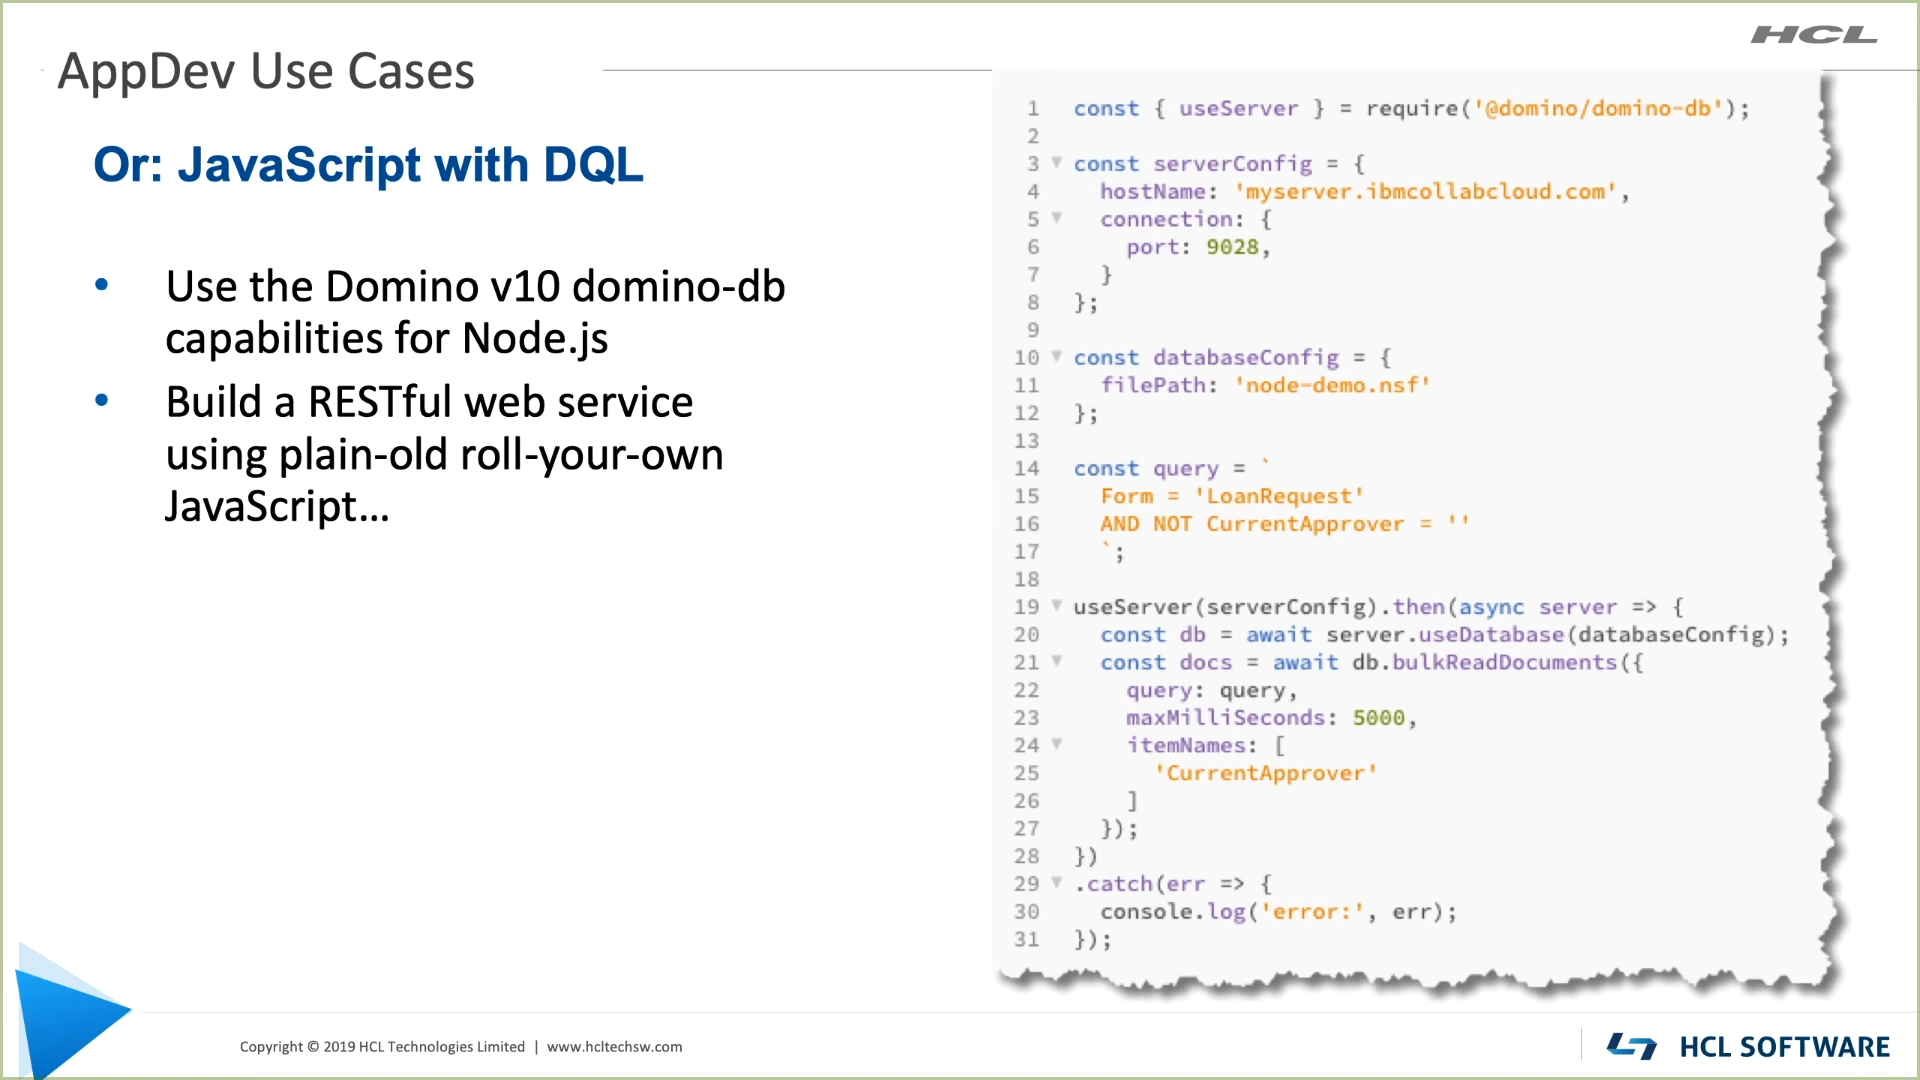 HCL
AppDev Use Cases
Or: JavaScript with DQL
• Use the Domino v10 domino-db
capabilities for Node.js
• Build a RESTful web service
using plain-old roll-your-own
JavaScript...
1 const { useServer } = require('@domino/domino-db');
2
3 const serverConfig = {
4 hostName: 'myserver.ibmcollabcloud.com',
5 connection: {
6 port: 9028,
7 }
8 };
9
10 const databaseConfig = {
11 filePath: 'node-demo.nsf'
12 };
13
14 const query = `
15 Form = 'LoanRequest'
16 AND NOT CurrentApprover = ''
17 `;
18
19 useServer(serverConfig).then(async server => {
20 const db = await server.useDatabase(databaseConfig);
21 const docs = await db.bulkReadDocuments({
22 query: query,
23 maxMilliSeconds: 5000,
24 itemNames: [
25 'CurrentApprover'
26 ]
27 });
28 })
29 .catch(err => {
30 console.log('error:', err);
31 });
Copyright © 2019 HCL Technologies Limited | www.hcltechsw.com
HCL SOFTWARE